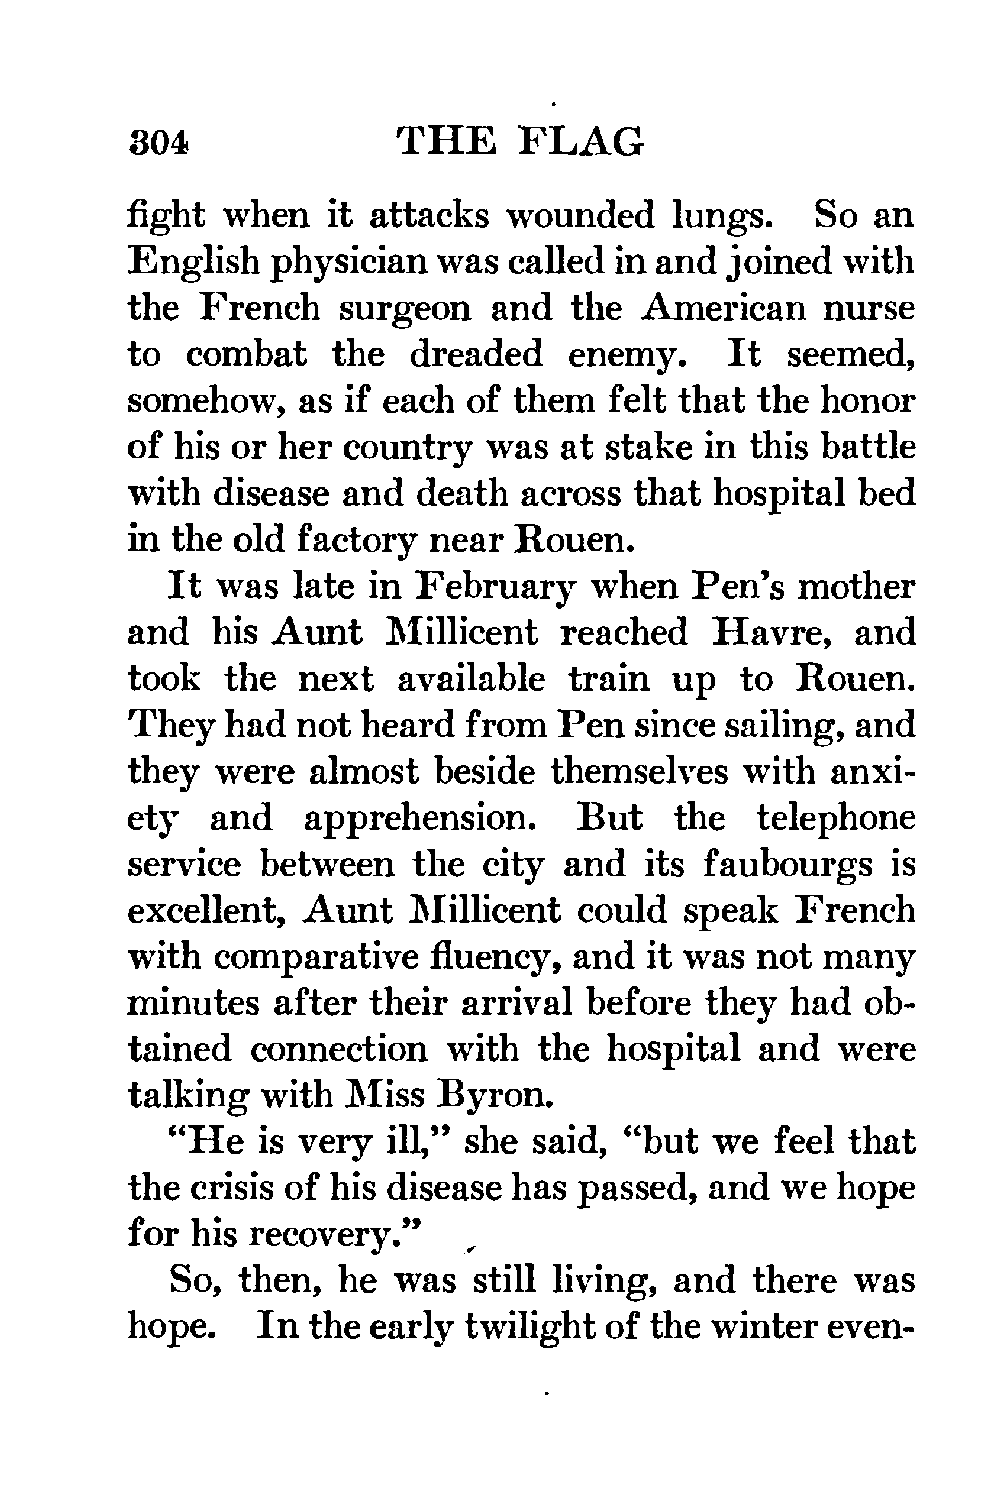 304 THE FLAG
fight when it attacks wounded lungs. So an
English physician was called in and joined with
the French surgeon and the American nurse
to combat the dreaded enemy. It seemed,
somehow, as if each of them felt that the honor
of his or her country was at stake in this battle
with disease and death across that hospital bed
in the old factory near Rouen.
It was late in February when Pen's mother
and his Aunt Millicent reached Havre, and
took the next available train up to Rouen.
They had not heard from Pen since sailing, and
they were almost beside themselves with anxi-
ety and apprehension. But the telephone
service between the city and its faubourgs is
excellent, Aunt Millicent could speak French
with comparative fluency, and it was not many
minutes after their arrival before they had ob-
tained connection with the hospital and were
talking with Miss Byron.
"He is very ill," she said, "but we feel that
the crisis of his disease has passed, and we hope
for his recovery."
So, then, he was still living, and there was
hope. In the early twilight of the winter even-